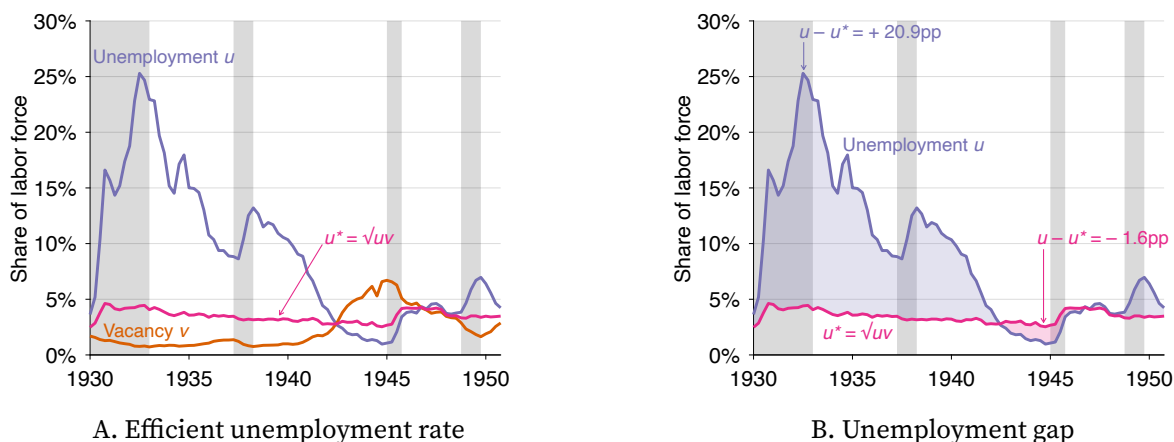 30%
25%
20%
15%
10%
5%
0%
Share of labor force
Unemployment u
u* = √uv
Vacancy v
1930
1935
1940
1945
1950
A. Efficient unemployment rate
30%
25%
20%
15%
10%
5%
0%
Share of labor force
u – u* = + 20.9pp
Unemployment u
u – u* = – 1.6pp
u* = √uv
1930
1935
1940
1945
1950
B. Unemployment gap